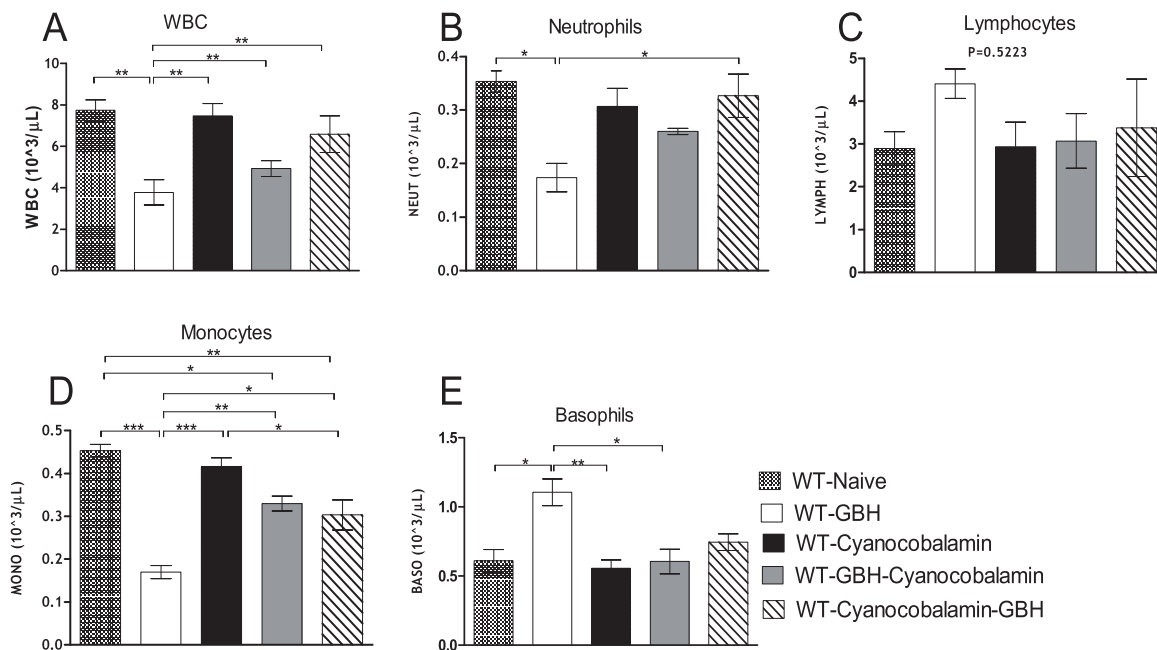 A
WBC
**
**
** **
WBC (10^3/μL)
10
8
6
4
2
0
B
Neutrophils
* *
NEUT (10^3/μL)
0.4
0.3
0.2
0.1
0.0
C
Lymphocytes
P=0.5223
LYMPH (10^3/μL)
5
4
3
2
1
0
D
Monocytes
**
*
*
**
*** *** *
MONO (10^3/μL)
0.5
0.4
0.3
0.2
0.1
0.0
E
Basophils
*
* **
BASO (10^3/μL)
1.5
1.0
0.5
0.0
WT-Naive
WT-GBH
WT-Cyanocobalamin
WT-GBH-Cyanocobalamin
WT-Cyanocobalamin-GBH